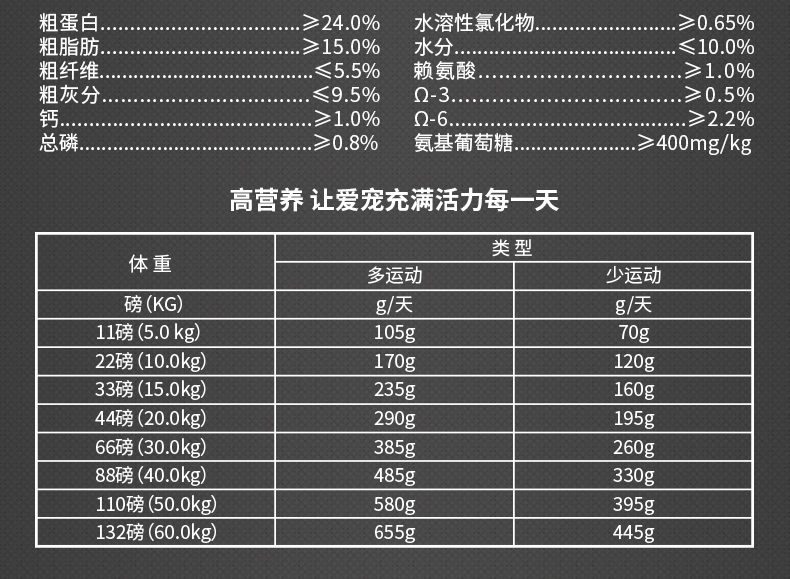 粗蛋白.................................≥24.0%
粗脂肪.................................≥15.0%
粗纤维...................................≤5.5%
粗灰分..................................≤9.5%
钙.........................................≥1.0%
总磷......................................≥0.8%
水溶性氯化物.......................≥0.65%
水分.....................................≤10.0%
赖氨酸.................................≥1.0%
Ω-3......................................≥0.5%
Ω-6.......................................≥2.2%
氨基葡萄糖.......................≥400mg/kg
高营养 让爱宠充满活力每一天
体重 类型
多运动 少运动
磅(KG) g/天 g/天
11磅(5.0 kg) 105g 70g
22磅(10.0kg) 170g 120g
33磅(15.0kg) 235g 160g
44磅(20.0kg) 290g 195g
66磅(30.0kg) 385g 260g
88磅(40.0kg) 485g 330g
110磅(50.0kg) 580g 395g
132磅(60.0kg) 655g 445g